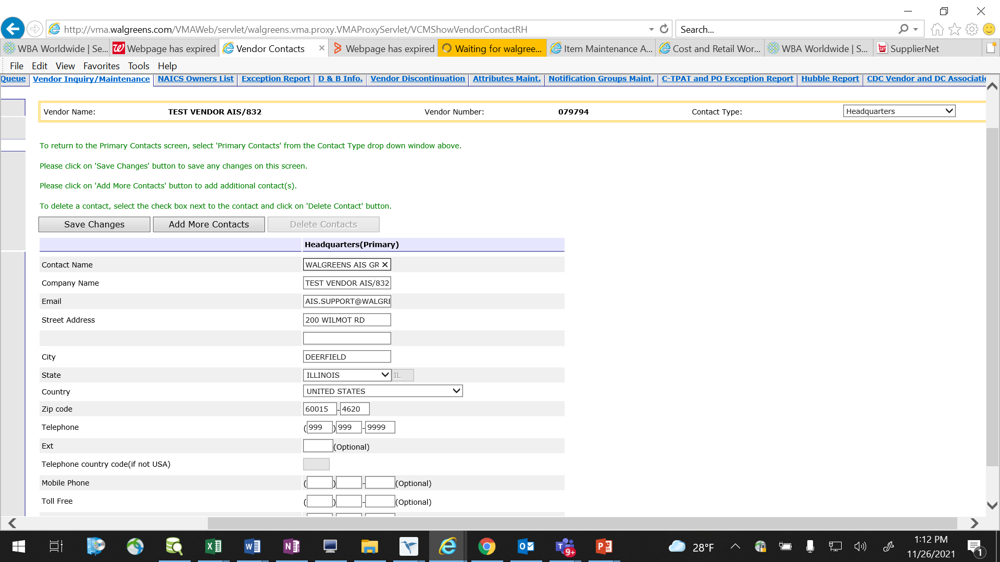 http://vma.walgreens.com/VMAWeb/servlet/walgreens.vma.proxy.VMAProxyServlet/VCMShowVendorContactRH
Search...
WBA Worldwide | Se...
Webpage has expired
Vendor Contacts
Webpage has expired
Waiting for walgree...
Item Maintenance A...
Cost and Retail Wor...
WBA Worldwide | S...
SupplierNet
File Edit View Favorites Tools Help
Queue Vendor Inquiry/Maintenance NAICS Owners List Exception Report D & B Info. Vendor Discontinuation Attributes Maint. Notification Groups Maint. C-TPAT and PO Exception Report Hubble Report CDC Vendor and DC Associatio
Vendor Name: TEST VENDOR AIS/832 Vendor Number: 079794 Contact Type: Headquarters
To return to the Primary Contacts screen, select 'Primary Contacts' from the Contact Type drop down window above.
Please click on 'Save Changes' button to save any changes on this screen.
Please click on 'Add More Contacts' button to add additional contact(s).
To delete a contact, select the check box next to the contact and click on 'Delete Contact' button.
Save Changes Add More Contacts Delete Contacts
Headquarters(Primary)
Contact Name WALGREENS AIS GR
Company Name TEST VENDOR AIS/832
Email AIS.SUPPORT@WALGRE
Street Address 200 WILMOT RD
City DEERFIELD
State ILLINOIS IL
Country UNITED STATES
Zip code 60015-4620
Telephone (999)999-9999
Ext (Optional)
Telephone country code(if not USA)
Mobile Phone ( ) - (Optional)
Toll Free ( ) - (Optional)
28°F
9+
1:12 PM
11/26/2021
1